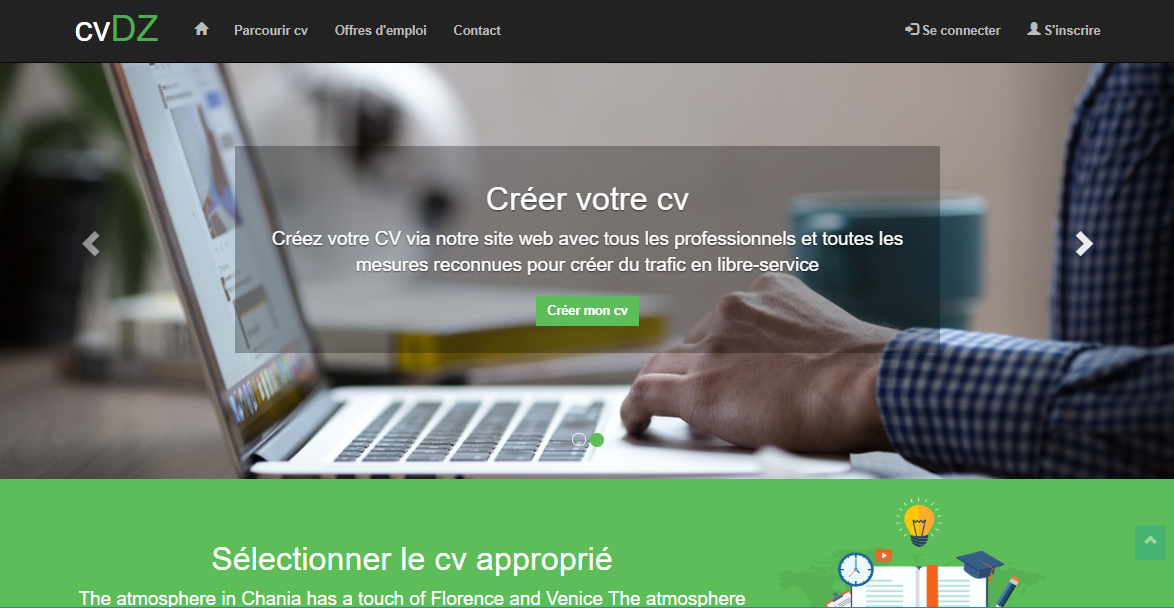 cvDZ
Parcourir cv
Offres d'emploi
Contact
Se connecter
S'inscrire
Créer votre cv
Créez votre CV via notre site web avec tous les professionnels et toutes les
mesures reconnues pour créer du trafic en libre-service
Créer mon cv
Sélectionner le cv approprié
The atmosphere in Chania has a touch of Florence and Venice The atmosphere